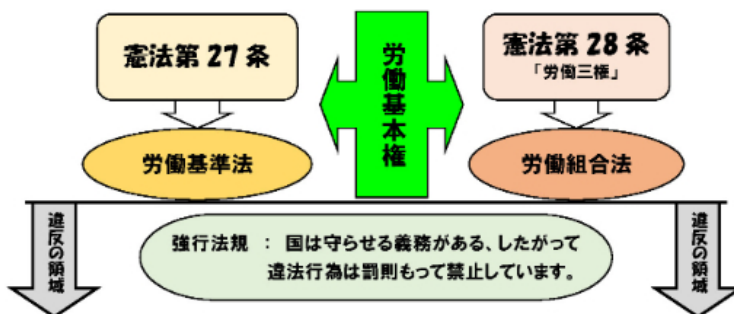 憲法第27条
労働基本権
憲法第28条
「労働三権」
労働基準法
労働組合法
違反の領域
強行法規 : 国は守らせる義務がある、したがって
違法行為は罰則もって禁止しています。
違反の領域